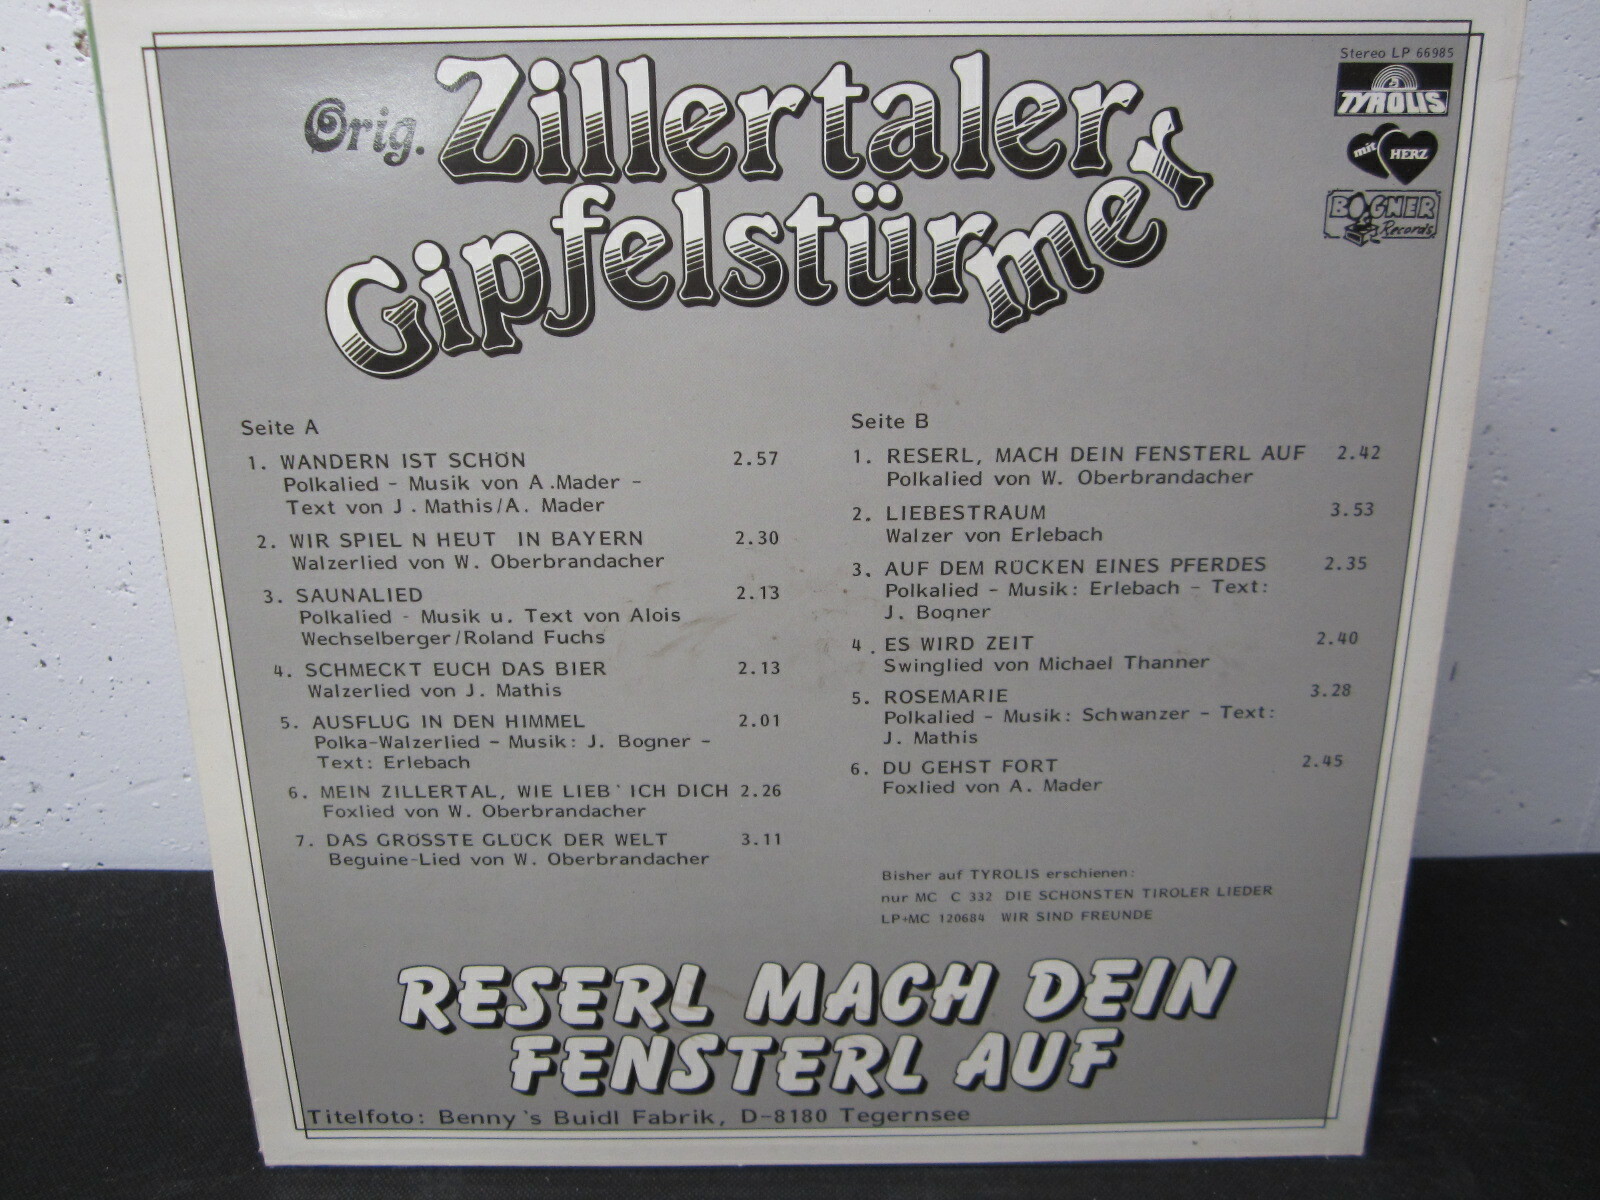 Stereo LP 66985
TYROLIS
mit HERZ
BOGNER
Records
Orig. Zillertaler
Gipfelstürmer
Seite A
1. WANDERN IST SCHÖN 2.57
Polkalied - Musik von A .Mader -
Text von J . Mathis/A. Mader
2. WIR SPIEL N HEUT IN BAYERN 2.30
Walzerlied von W. Oberbrandacher
3. SAUNALIED 2.13
Polkalied - Musik u. Text von Alois
Wechselberger/Roland Fuchs
4. SCHMECKT EUCH DAS BIER 2.13
Walzerlied von J. Mathis
5. AUSFLUG IN DEN HIMMEL 2.01
Polka-Walzerlied - Musik: J. Bogner -
Text: Erlebach
6. MEIN ZILLERTAL, WIE LIEB' ICH DICH 2.26
Foxlied von W. Oberbrandacher
7. DAS GRÖSSTE GLÜCK DER WELT 3.11
Beguine-Lied von W. Oberbrandacher
Seite B
1. RESERL, MACH DEIN FENSTERL AUF 2.42
Polkalied von W. Oberbrandacher
2. LIEBESTRAUM 3.53
Walzer von Erlebach
3. AUF DEM RÜCKEN EINES PFERDES 2.35
Polkalied - Musik: Erlebach - Text:
J. Bogner
4 . ES WIRD ZEIT 2.40
Swinglied von Michael Thanner
5. ROSEMARIE 3.28
Polkalied - Musik: Schwanzer - Text:
J. Mathis
6. DU GEHST FORT 2.45
Foxlied von A. Mader
Bisher auf TYROLIS erschienen:
nur MC C 332 DIE SCHÖNSTEN TIROLER LIEDER
LP+MC 120684 WIR SIND FREUNDE
RESERL MACH DEIN
FENSTERL AUF
Titelfoto: Benny's Buidl Fabrik, D-8180 Tegernsee